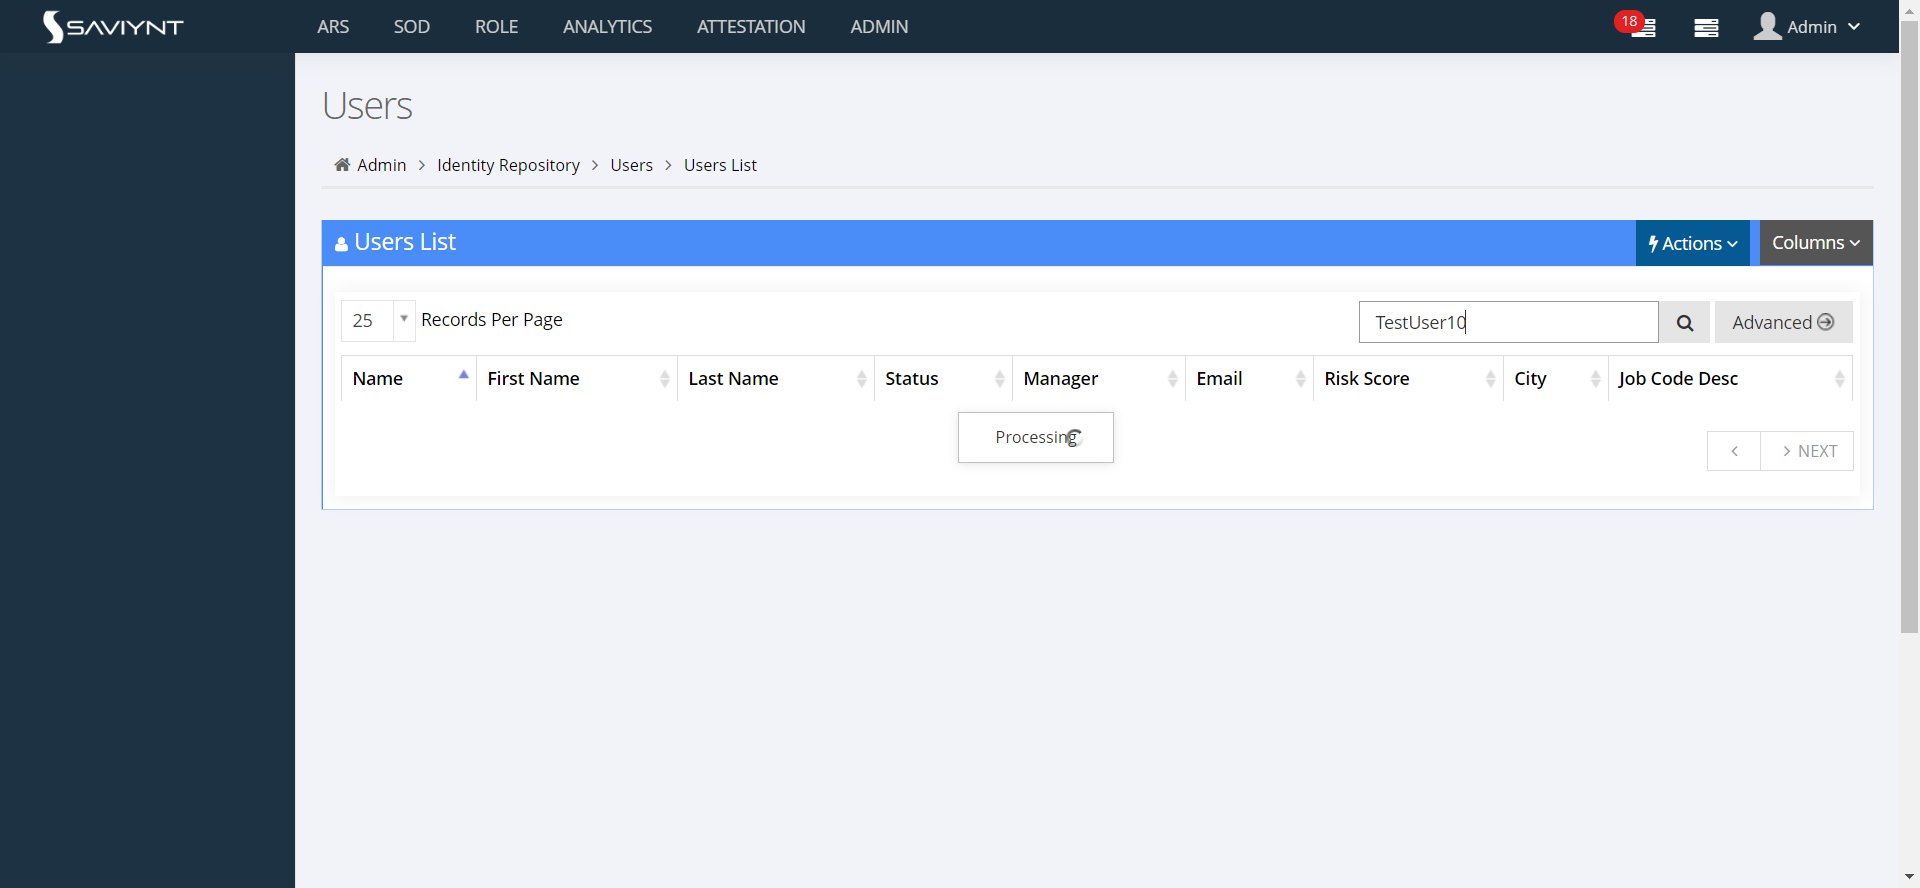 SAVIYNT
ARS SOD ROLE ANALYTICS ATTESTATION ADMIN 18 Admin
Users
Admin > Identity Repository > Users > Users List
Users List Actions Columns
25 Records Per Page TestUser10 Advanced
Name First Name Last Name Status Manager Email Risk Score City Job Code Desc
Processing
< > NEXT